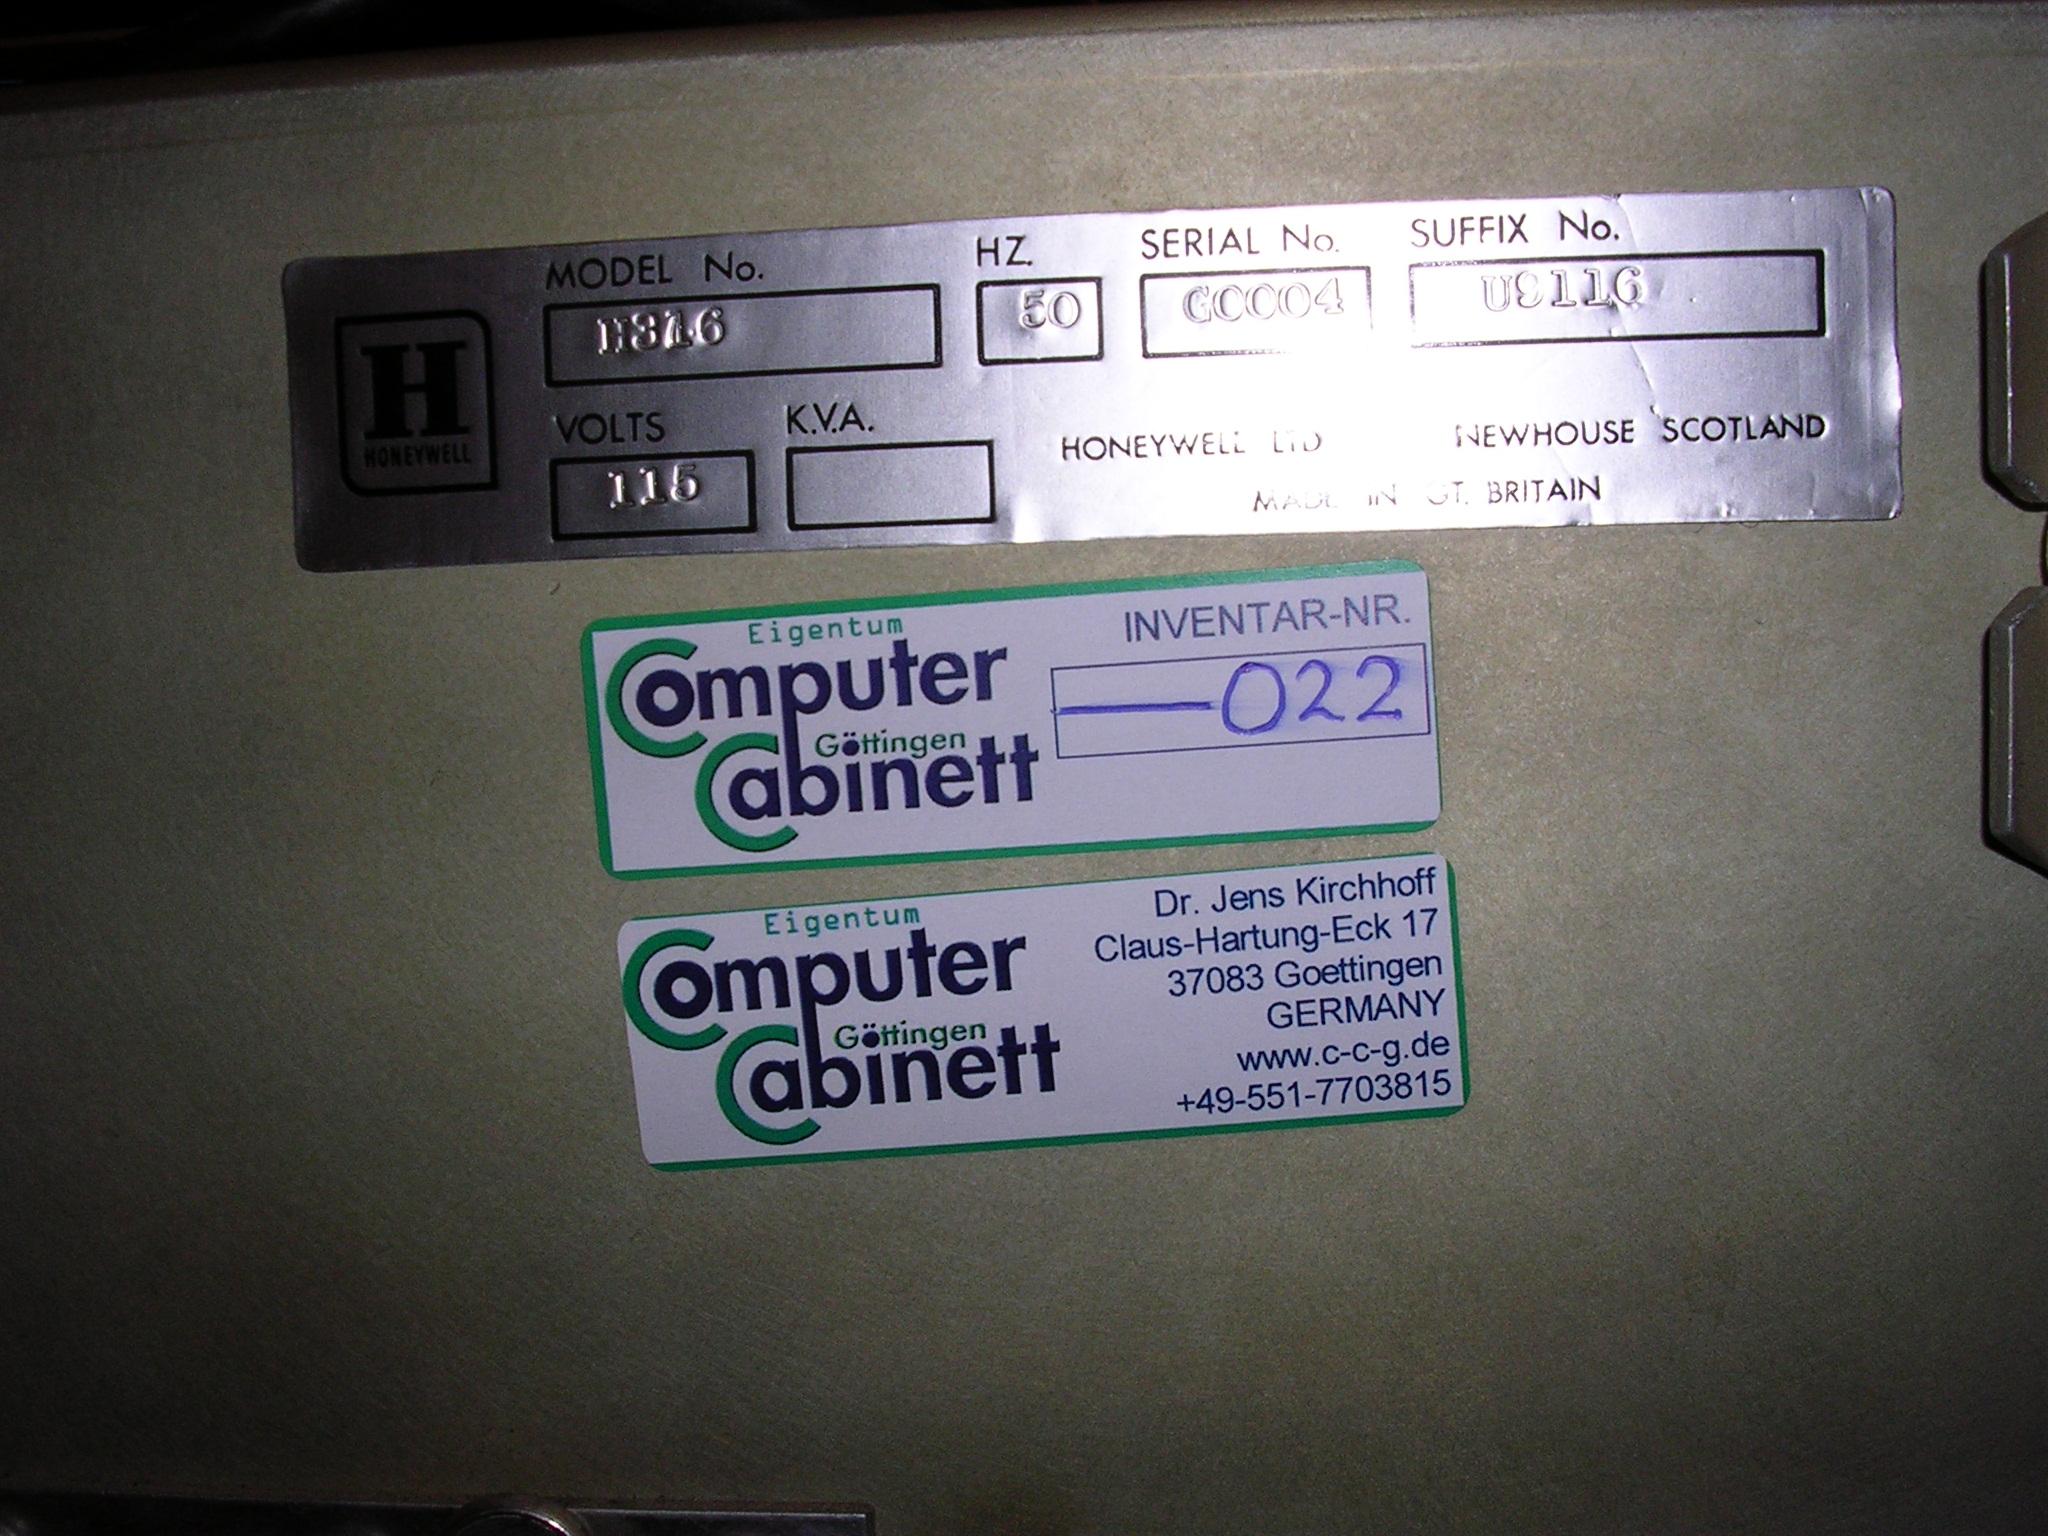 MODEL No. HZ. SERIAL No. SUFFIX No.
H316 50 G0004 U9116
H
HONEYWELL
VOLTS K.V.A.
115
HONEYWELL LTD NEWHOUSE SCOTLAND
MADE IN GT. BRITAIN
Eigentum
Computer
Göttingen
Cabinett
INVENTAR-NR.
—022
Eigentum
Computer
Göttingen
Cabinett
Dr. Jens Kirchhoff
Claus-Hartung-Eck 17
37083 Goettingen
GERMANY
www.c-c-g.de
+49-551-7703815